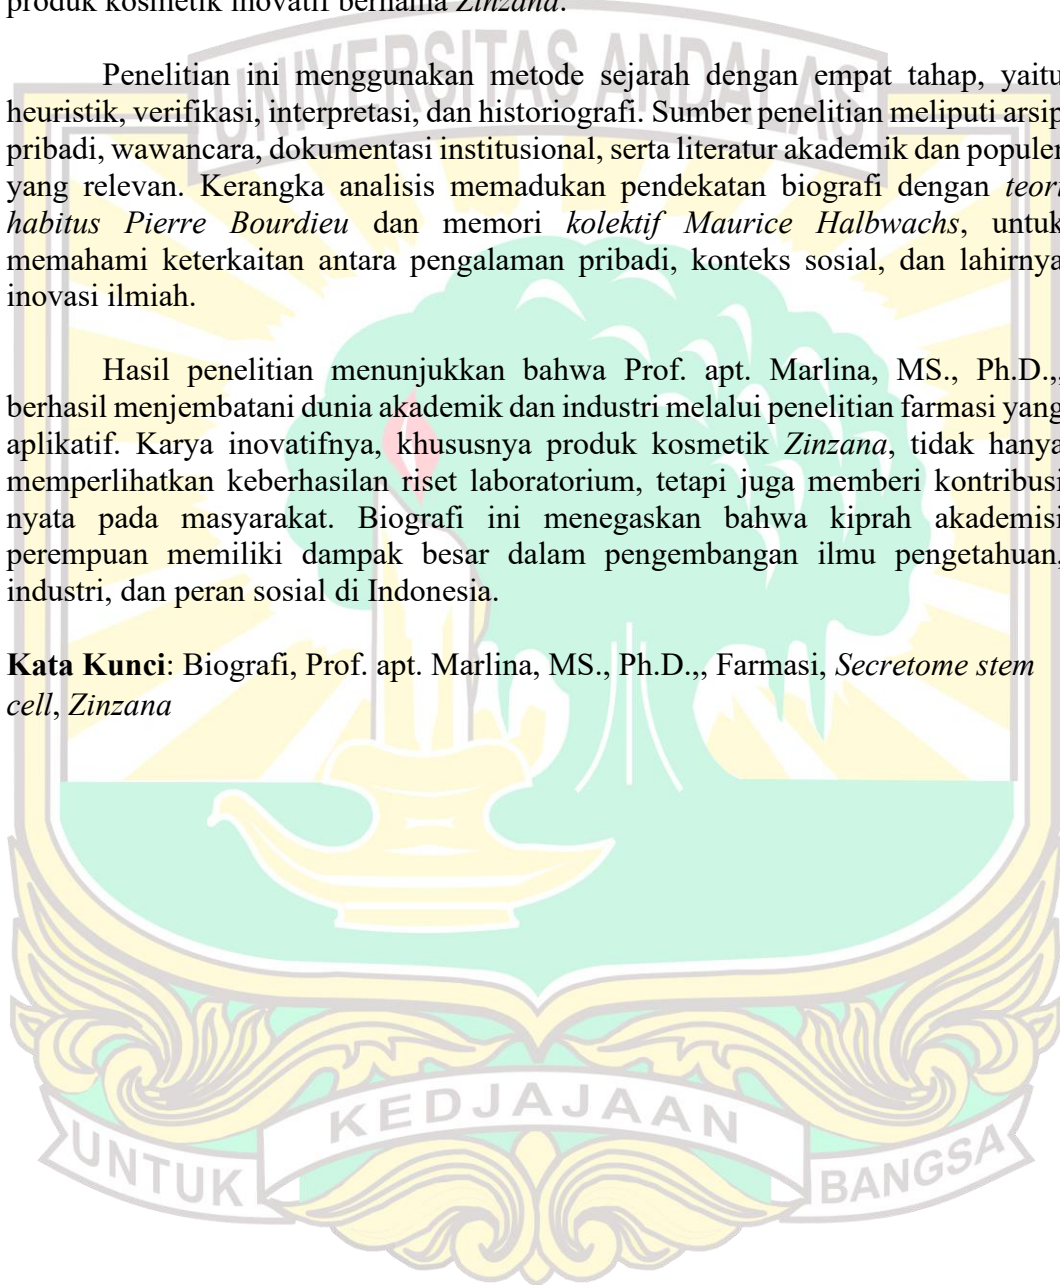 produk kosmetik inovatif bernama Zinzana.
UNIVERSITAS ANDALAS
Penelitian ini menggunakan metode sejarah dengan empat tahap, yaitu
heuristik, verifikasi, interpretasi, dan historiografi. Sumber penelitian meliputi arsip
pribadi, wawancara, dokumentasi institusional, serta literatur akademik dan populer
yang relevan. Kerangka analisis memadukan pendekatan biografi dengan teori
habitus Pierre Bourdieu dan memori kolektif Maurice Halbwachs, untuk
memahami keterkaitan antara pengalaman pribadi, konteks sosial, dan lahirnya
inovasi ilmiah.
Hasil penelitian menunjukkan bahwa Prof. apt. Marlina, MS., Ph.D.,,
berhasil menjembatani dunia akademik dan industri melalui penelitian farmasi yang
aplikatif. Karya inovatifnya, khususnya produk kosmetik Zinzana, tidak hanya
memperlihatkan keberhasilan riset laboratorium, tetapi juga memberi kontribusi
nyata pada masyarakat. Biografi ini menegaskan bahwa kiprah akademisi
perempuan memiliki dampak besar dalam pengembangan ilmu pengetahuan,
industri, dan peran sosial di Indonesia.
Kata Kunci: Biografi, Prof. apt. Marlina, MS., Ph.D.,, Farmasi, Secretome stem
cell, Zinzana
UNTUK KEDJAJAAN BANGSA